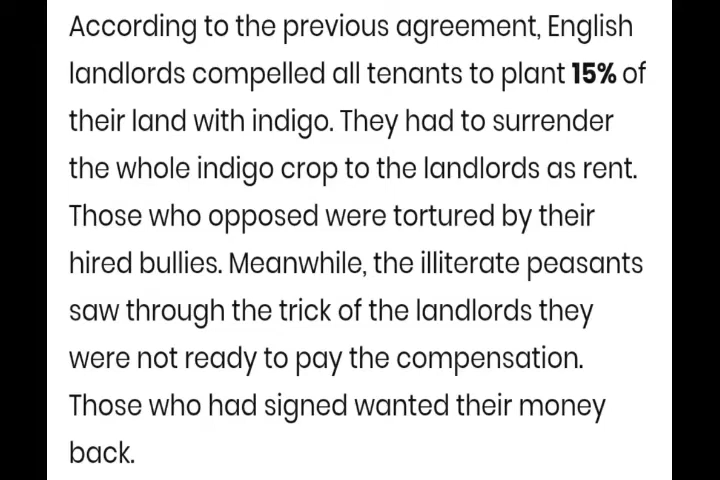 According to the previous agreement, English
landlords compelled all tenants to plant 15% of
their land with indigo. They had to surrender
the whole indigo crop to the landlords as rent.
Those who opposed were tortured by their
hired bullies. Meanwhile, the illiterate peasants
saw through the trick of the landlords they
were not ready to pay the compensation.
Those who had signed wanted their money
back.